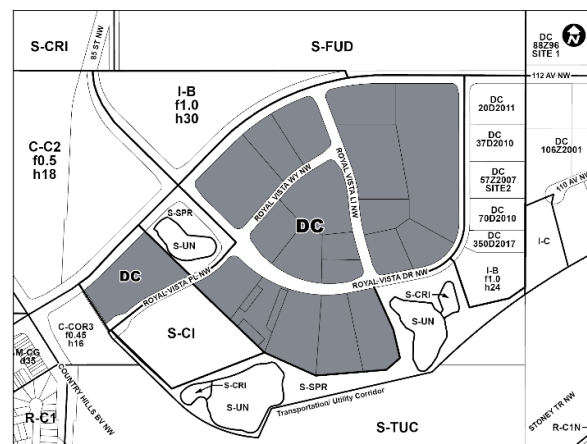 S-CRI
85 ST NW
S-FUD
DC
88Z96
SITE 1
N
112 AV NW
I-B
f1.0
h30
C-C2
f0.5
h18
DC
20D2011
DC
37D2010
DC
57Z2007
SITE2
DC
70D2010
DC
350D2017
DC
106Z2001
110 AV NW
ROYAL VISTA WY NW
ROYAL VISTA LI NW
S-SPR
S-UN
DC
DC
I-C
ROYAL VISTA PL NW
ROYAL VISTA DR NW
I-B
f1.0
h24
S-CRI
S-UN
C-COR3
f0.45
h16
S-CI
M-CG
d35
COUNTRY HILLS BV NW
S-CRI
S-UN
S-SPR
Transportation/ Utility Corridor
S-TUC
STONEY TR NW
R-C1
R-C1N